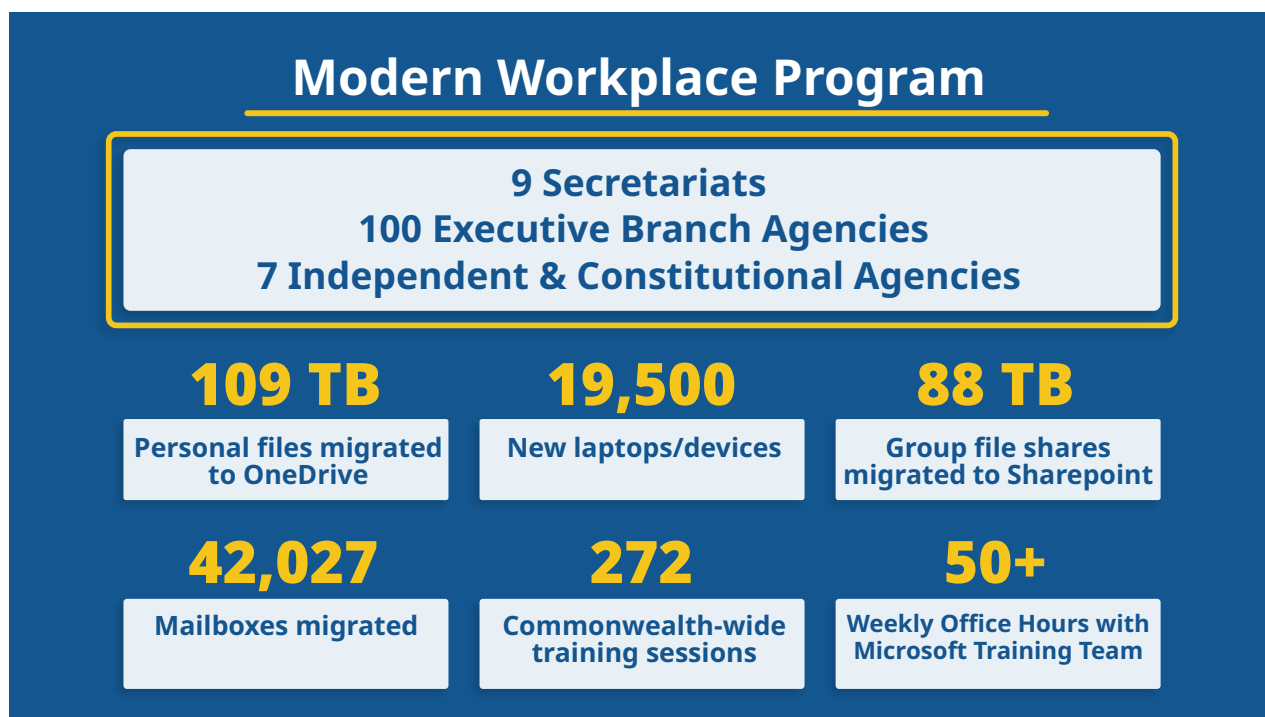 Modern Workplace Program
9 Secretariats
100 Executive Branch Agencies
7 Independent & Constitutional Agencies
109 TB
Personal files migrated
to OneDrive
19,500
New laptops/devices
88 TB
Group file shares
migrated to Sharepoint
42,027
Mailboxes migrated
272
Commonwealth-wide
training sessions
50+
Weekly Office Hours with
Microsoft Training Team